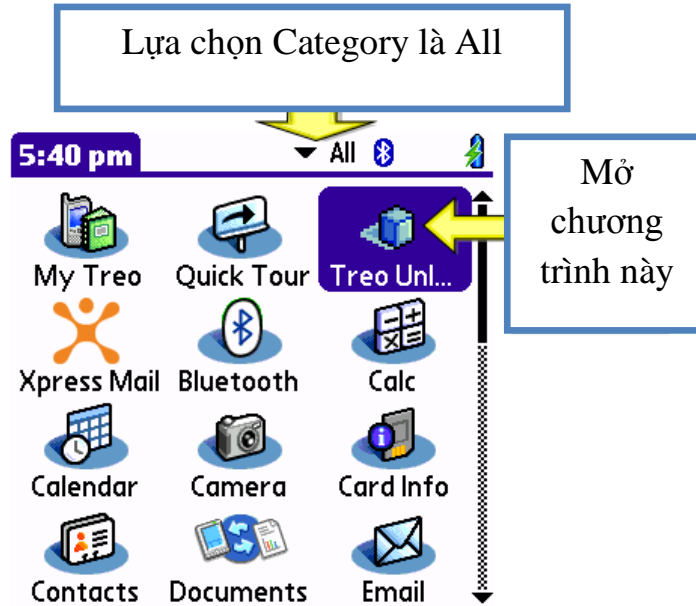 Lựa chọn Category là All
5:40 pm
All
Mở
chương
trình này
My Treo Quick Tour Treo Unl...
Xpress Mail Bluetooth Calc
Calendar Camera Card Info
Contacts Documents Email